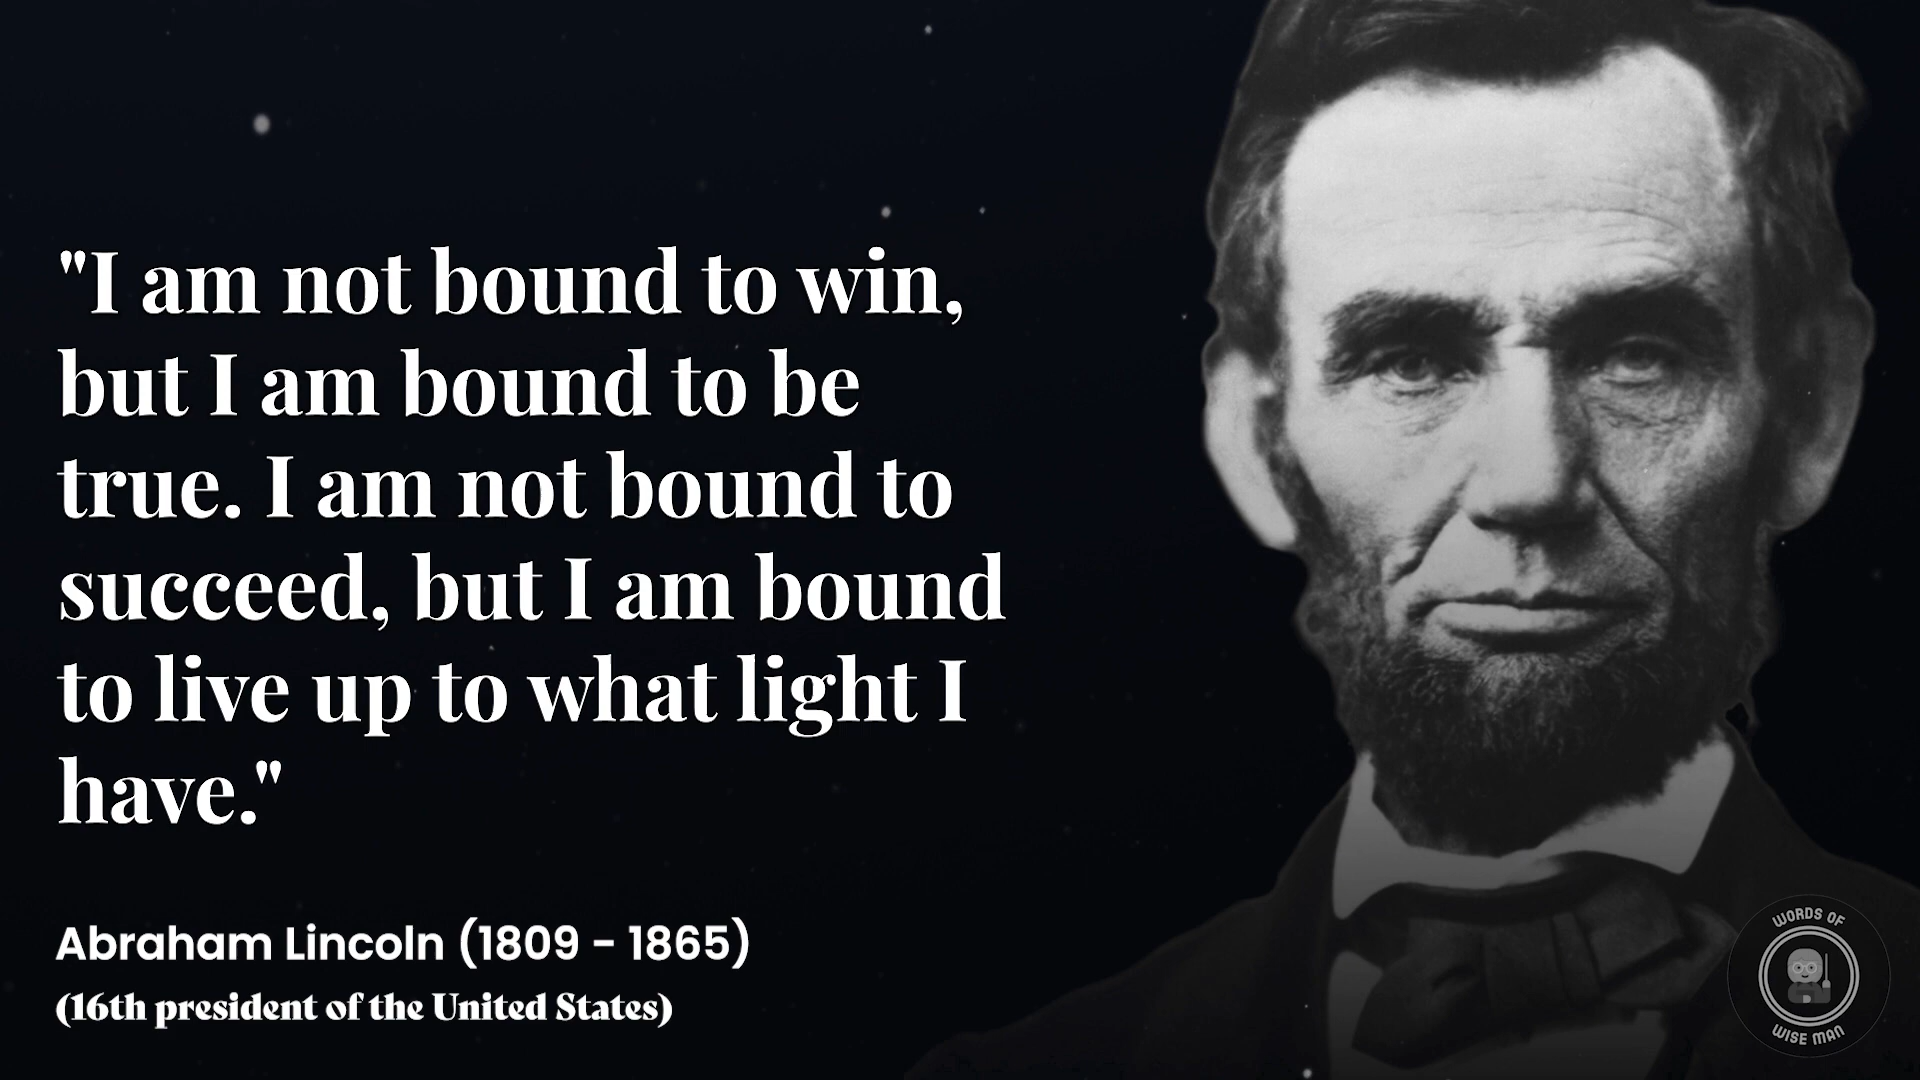 "I am not bound to win,
but I am bound to be
true. I am not bound to
succeed, but I am bound
to live up to what light I
have."
Abraham Lincoln (1809 - 1865)
(16th president of the United States)
WORDS OF
WISE MAN